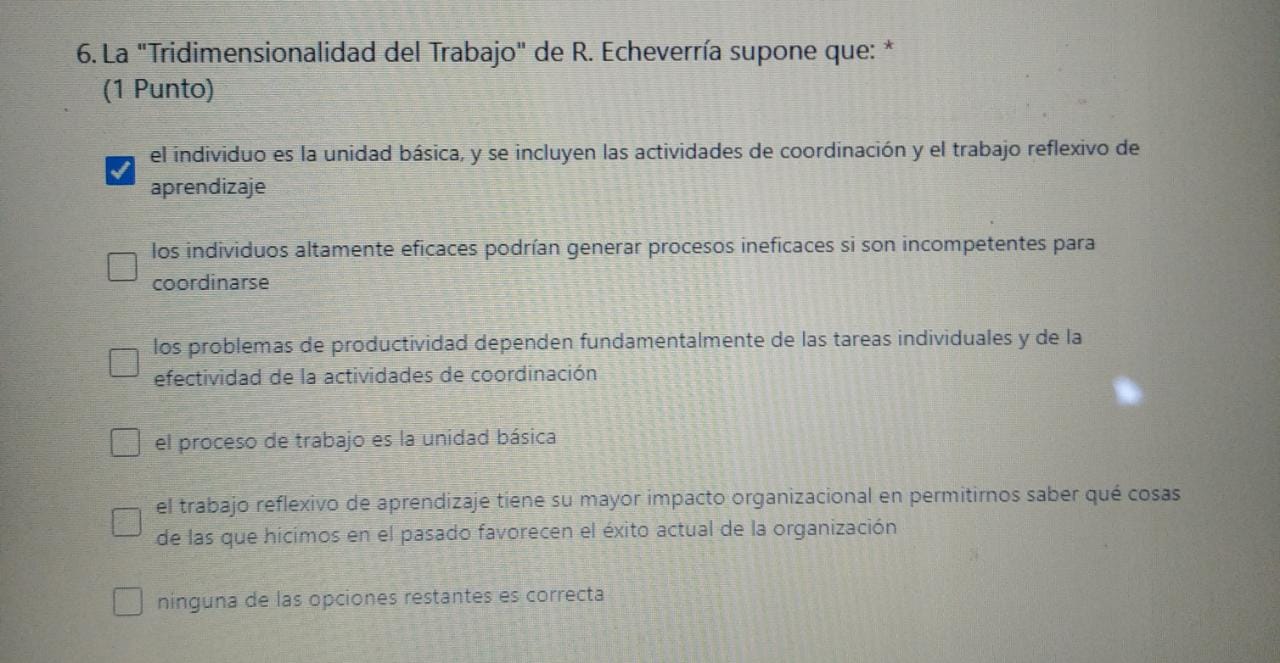 6. La "Tridimensionalidad del Trabajo" de R. Echeverría supone que: *
(1 Punto)
el individuo es la unidad básica, y se incluyen las actividades de coordinación y el trabajo reflexivo de
aprendizaje
los individuos altamente eficaces podrían generar procesos ineficaces si son incompetentes para
coordinarse
los problemas de productividad dependen fundamentalmente de las tareas individuales y de la
efectividad de la actividades de coordinación
el proceso de trabajo es la unidad básica
el trabajo reflexivo de aprendizaje tiene su mayor impacto organizacional en permitirnos saber qué cosas
de las que hicimos en el pasado favorecen el éxito actual de la organización
ninguna de las opciones restantes es correcta